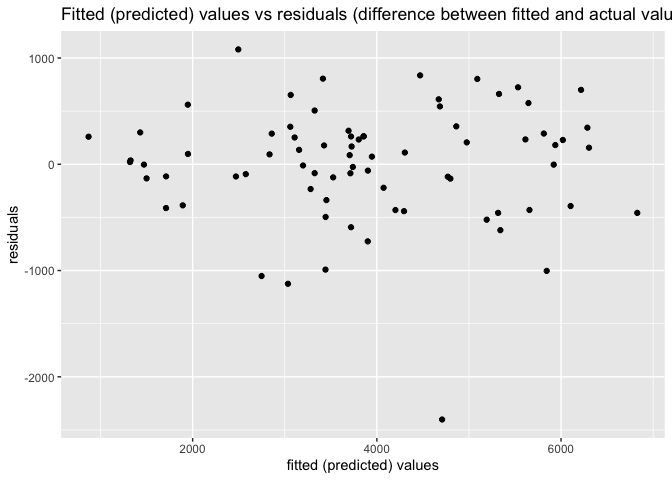 Fitted (predicted) values vs residuals (difference between fitted and actual valu
1000
0
-1000
-2000
residuals
2000 4000 6000
fitted (predicted) values